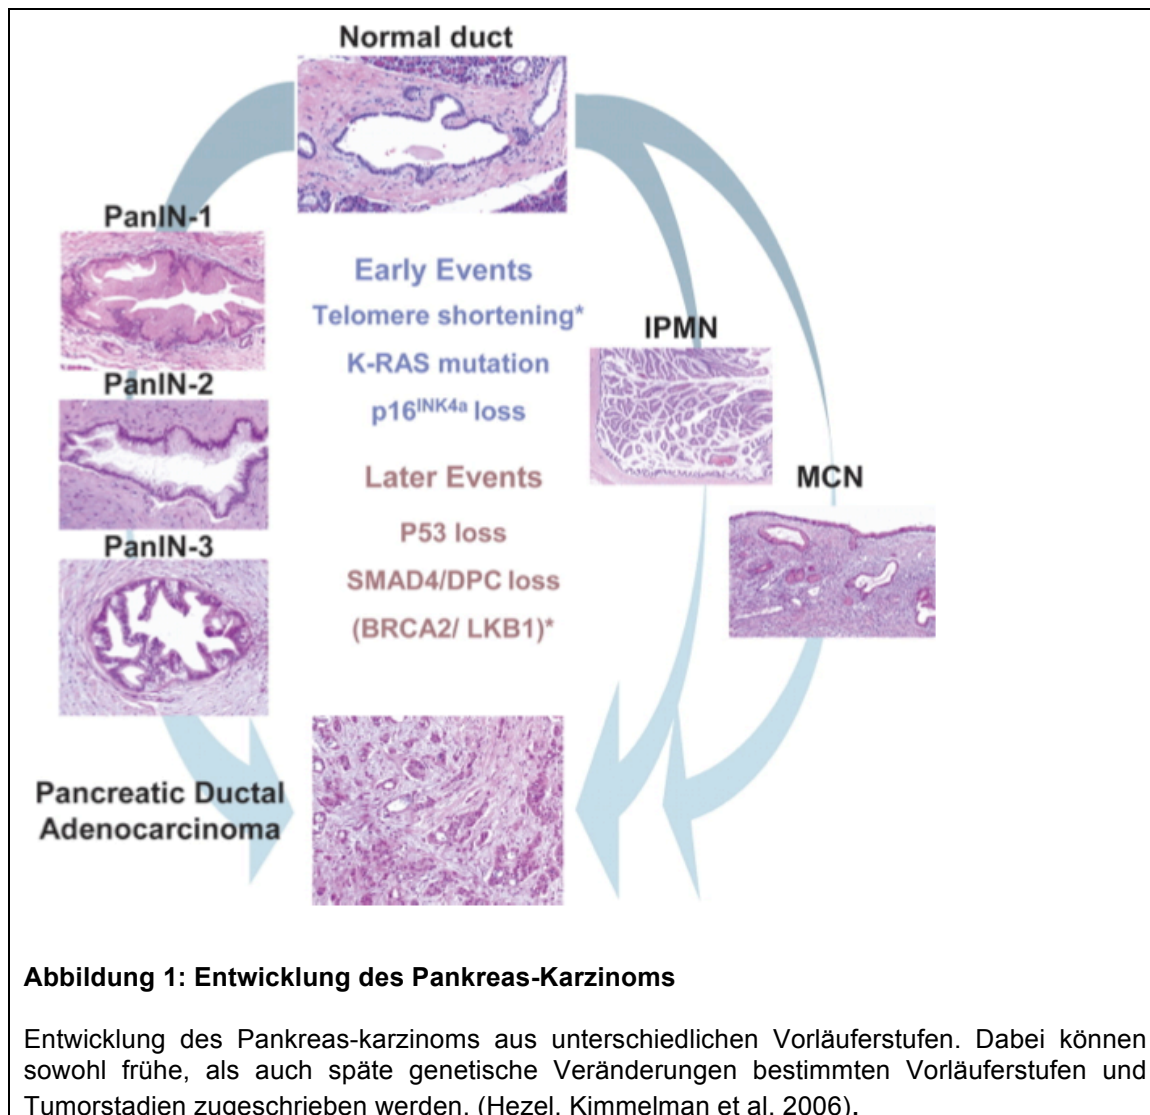 Normal duct
PanIN-1
Early Events
Telomere shortening*
IPMN
K-RAS mutation
PanIN-2
p16INK4a loss
Later Events
MCN
P53 loss
PanIN-3
SMAD4/DPC loss
(BRCA2/ LKB1)*
Pancreatic Ductal
Adenocarcinoma
Abbildung 1: Entwicklung des Pankreas-Karzinoms
Entwicklung des Pankreas-karzinoms aus unterschiedlichen Vorläuferstufen. Dabei können
sowohl frühe, als auch späte genetische Veränderungen bestimmten Vorläuferstufen und
Tumorstadien zugeschrieben werden. (Hezel, Kimmelman et al. 2006).